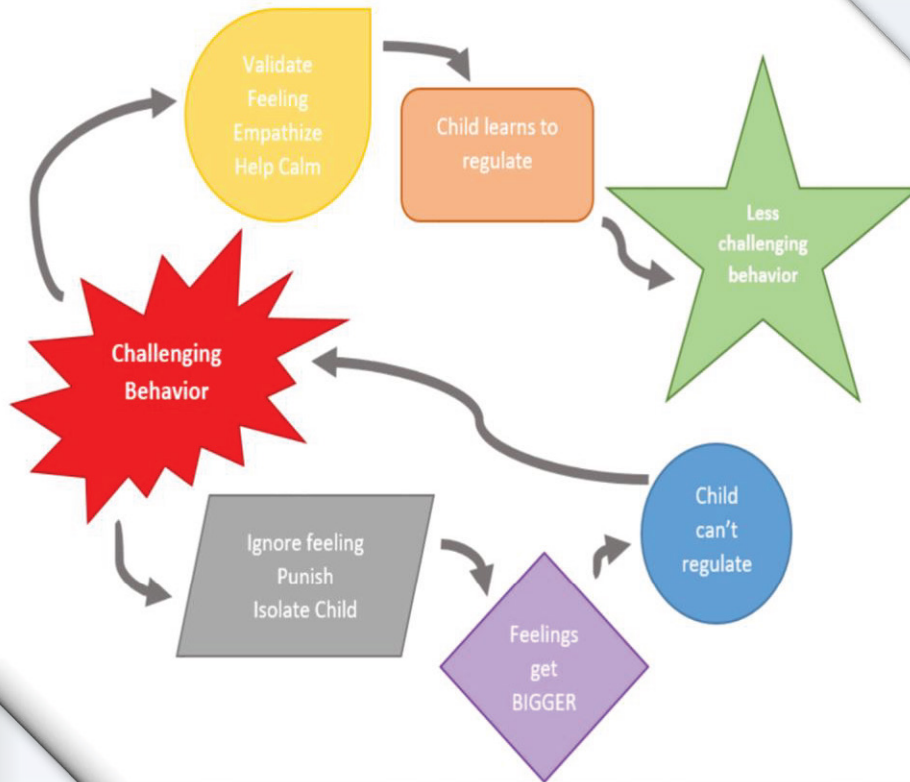 Validate
Feeling
Empathize
Help Calm
Child learns to
regulate
Less
challenging
behavior
Challenging
Behavior
Ignore feeling
Punish
Isolate Child
Feelings
get
BIGGER
Child
can't
regulate